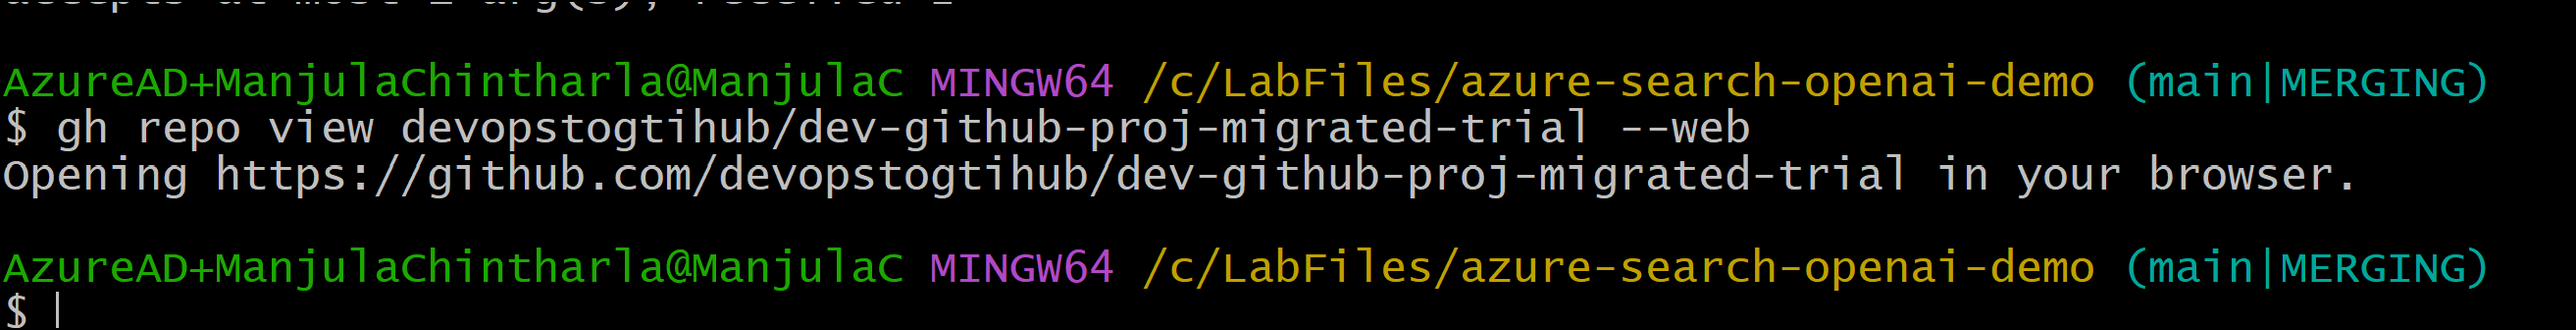 AzureAD+ManjulaChintharla@ManjulaC MINGW64 /c/LabFiles/azure-search-openai-demo (main|MERGING)
$ gh repo view devopstogtihub/dev-github-proj-migrated-trial --web
Opening https://github.com/devopstogtihub/dev-github-proj-migrated-trial in your browser.
AzureAD+ManjulaChintharla@ManjulaC MINGW64 /c/LabFiles/azure-search-openai-demo (main|MERGING)
$